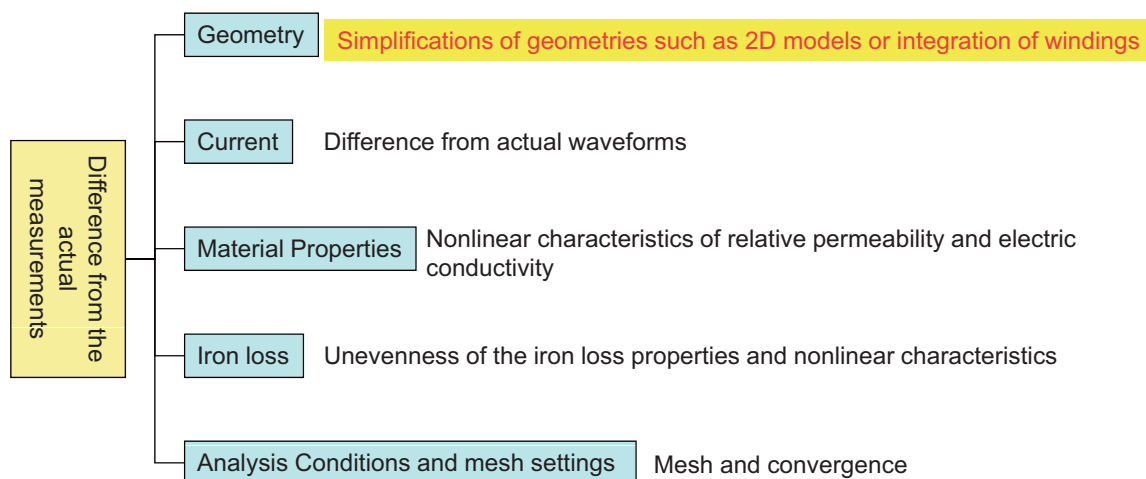 Difference from the
actual
measurements
Geometry
Simplifications of geometries such as 2D models or integration of windings
Current
Difference from actual waveforms
Material Properties
Nonlinear characteristics of relative permeability and electric
conductivity
Iron loss
Unevenness of the iron loss properties and nonlinear characteristics
Analysis Conditions and mesh settings
Mesh and convergence